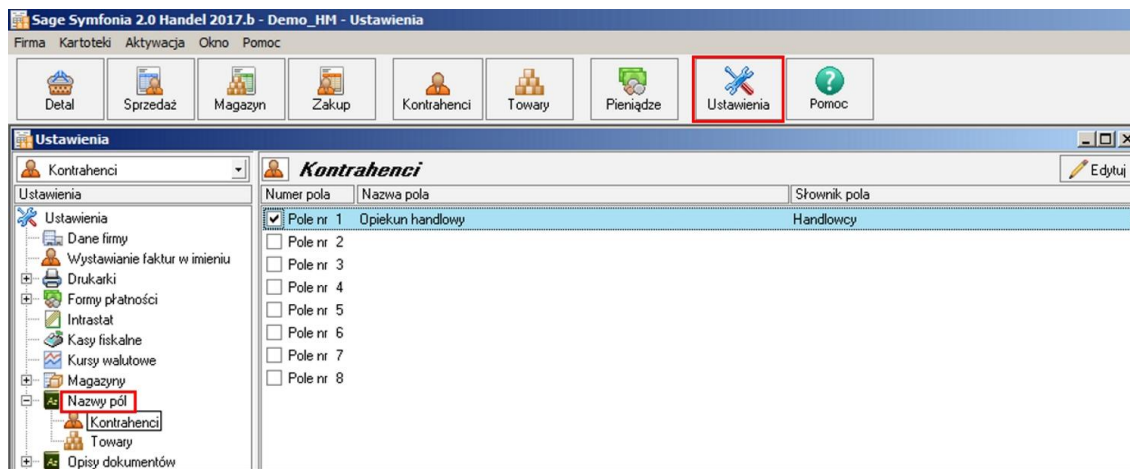 Sage Symfonia 2.0 Handel 2017.b - Demo_HM - Ustawienia
Firma Kartoteki Aktywacja Okno Pomoc
Detal Sprzedaż Magazyn Zakup Kontrahenci Towary Pieniądze Ustawienia Pomoc
Ustawienia
Kontrahenci
Kontrahenci Edytuj
Ustawienia
Numer pola Nazwa pola Słownik pola
Ustawienia
Pole nr 1 Opiekun handlowy Handlowcy
Dane firmy
Pole nr 2
Wystawianie faktur w imieniu
Pole nr 3
Drukarki
Pole nr 4
Formy płatności
Pole nr 5
Intrastat
Pole nr 6
Kasy fiskalne
Pole nr 7
Kursy walutowe
Pole nr 8
Magazyny
Az Nazwy pól
Kontrahenci
Towary
Az Opisy dokumentów